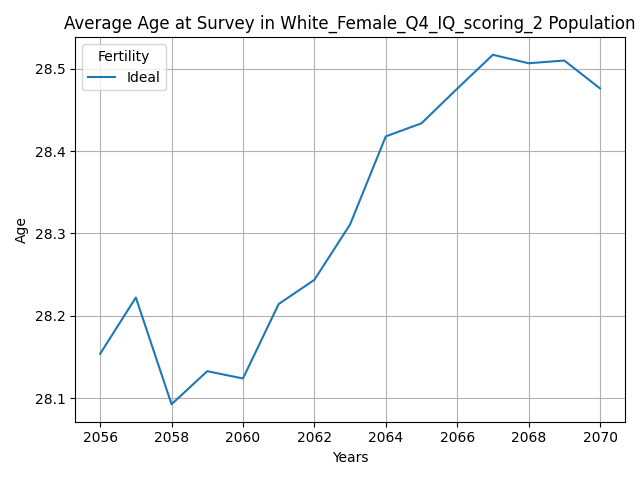 Average Age at Survey in White_Female_Q4_IQ_scoring_2 Population
Fertility
Ideal
28.5
28.4
28.3
28.2
28.1
Age
2056 2058 2060 2062 2064 2066 2068 2070
Years